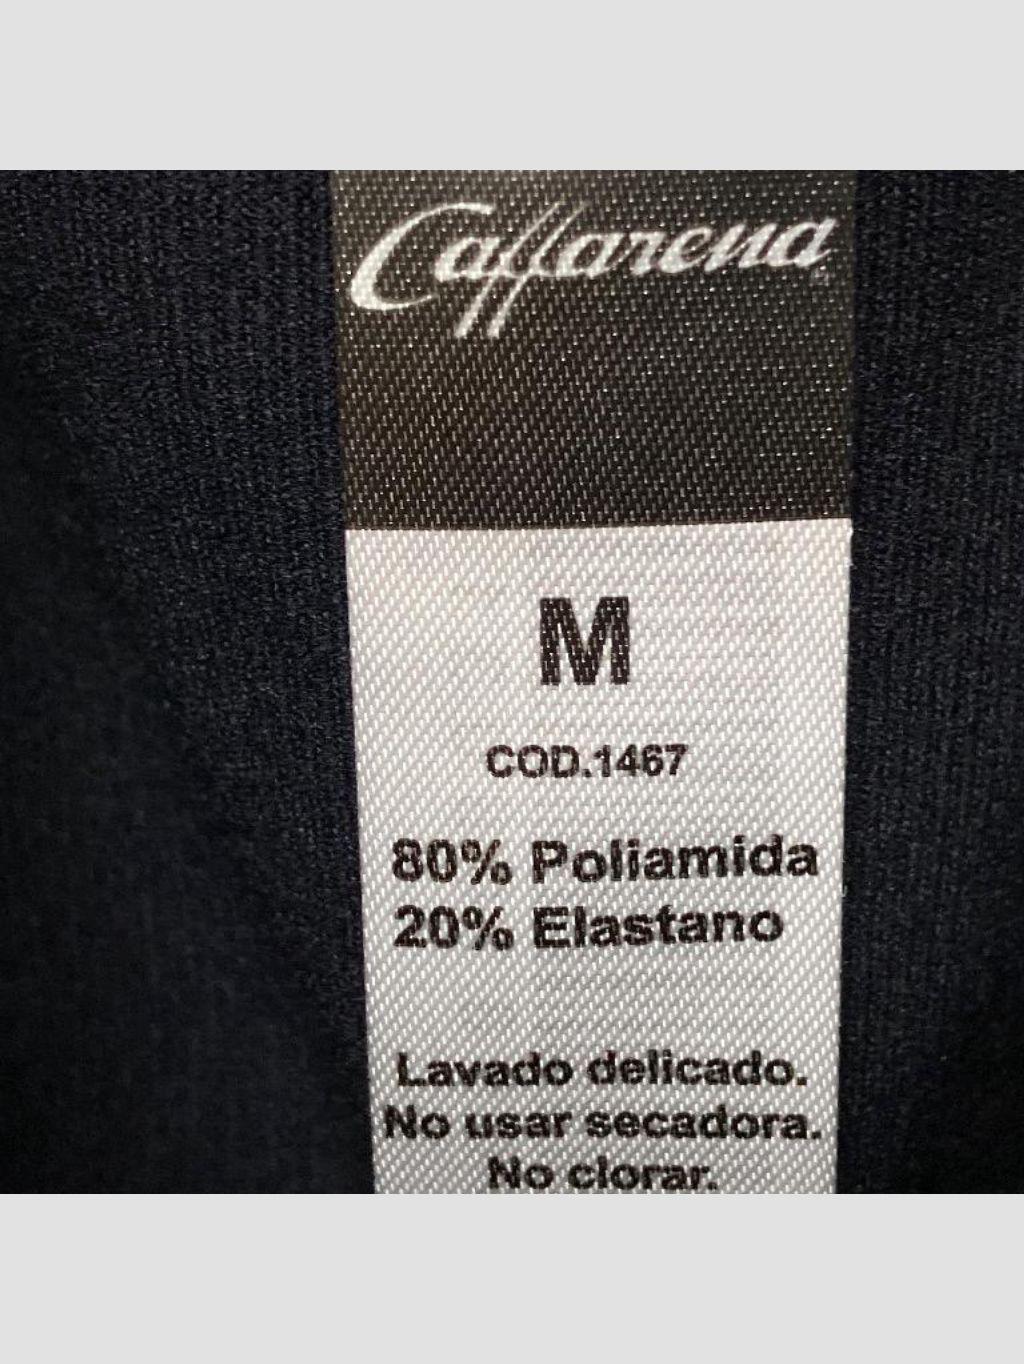 Caffarena
M
COD.1467
80% Poliamida
20% Elastano
Lavado delicado.
No usar secadora.
No clorar.